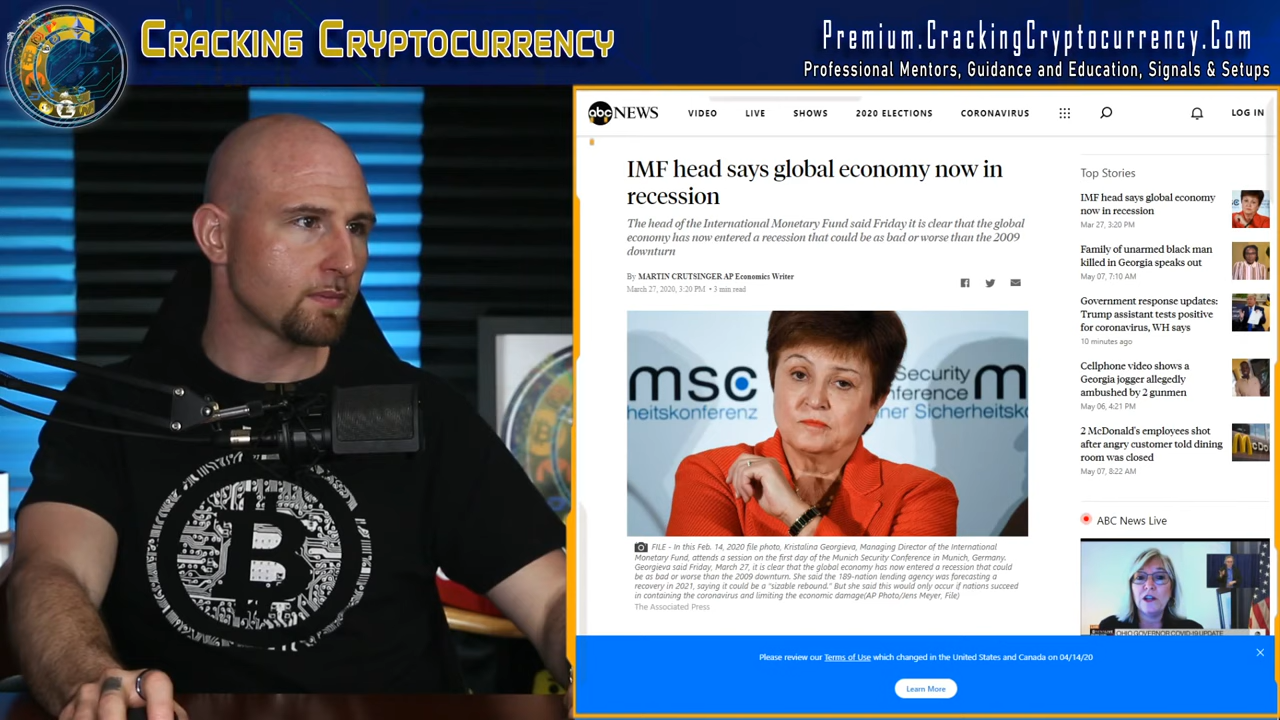 CRACKING CRYPTOCURRENCY
Premium.CrackingCryptocurrency.Com
Professional Mentors, Guidance and Education, Signals & Setups
abc NEWS
VIDEO LIVE SHOWS 2020 ELECTIONS CORONAVIRUS LOG IN
IMF head says global economy now in
recession
The head of the International Monetary Fund said Friday it is clear that the global
economy has now entered a recession that could be as bad or worse than the 2009
downturn
By MARTIN CRUTSINGER AP Economics Writer
March 27, 2020, 3:20 PM • 3 min read
msc
heitskonferenz
Security
nference
m
ner Sicherheitsko
FILE - In this Feb. 14, 2020 file photo, Kristalina Georgieva, Managing Director of the International
Monetary Fund, attends a session on the first day of the Munich Security Conference in Munich, Germany.
Georgieva said Friday, March 27, it is clear that the global economy has now entered a recession that could
be as bad or worse than the 2009 downturn. She said the 189-nation lending agency was forecasting a
recovery in 2021, saying it could be a "sizable rebound." But she said this would only occur if nations succeed
in containing the coronavirus and limiting the economic damage(AP Photo/Jens Meyer, File)
The Associated Press
Top Stories
IMF head says global economy
now in recession
Mar 27, 3:20 PM
Family of unarmed black man
killed in Georgia speaks out
May 07, 7:10 AM
Government response updates:
Trump assistant tests positive
for coronavirus, WH says
10 minutes ago
Cellphone video shows a
Georgia jogger allegedly
ambushed by 2 gunmen
May 06, 4:21 PM
2 McDonald's employees shot
after angry customer told dining
room was closed
May 07, 8:22 AM
ABC News Live
OHIO GOVERNOR COVID-19 UPDATE
Please review our Terms of Use which changed in the United States and Canada on 04/14/20
Learn More